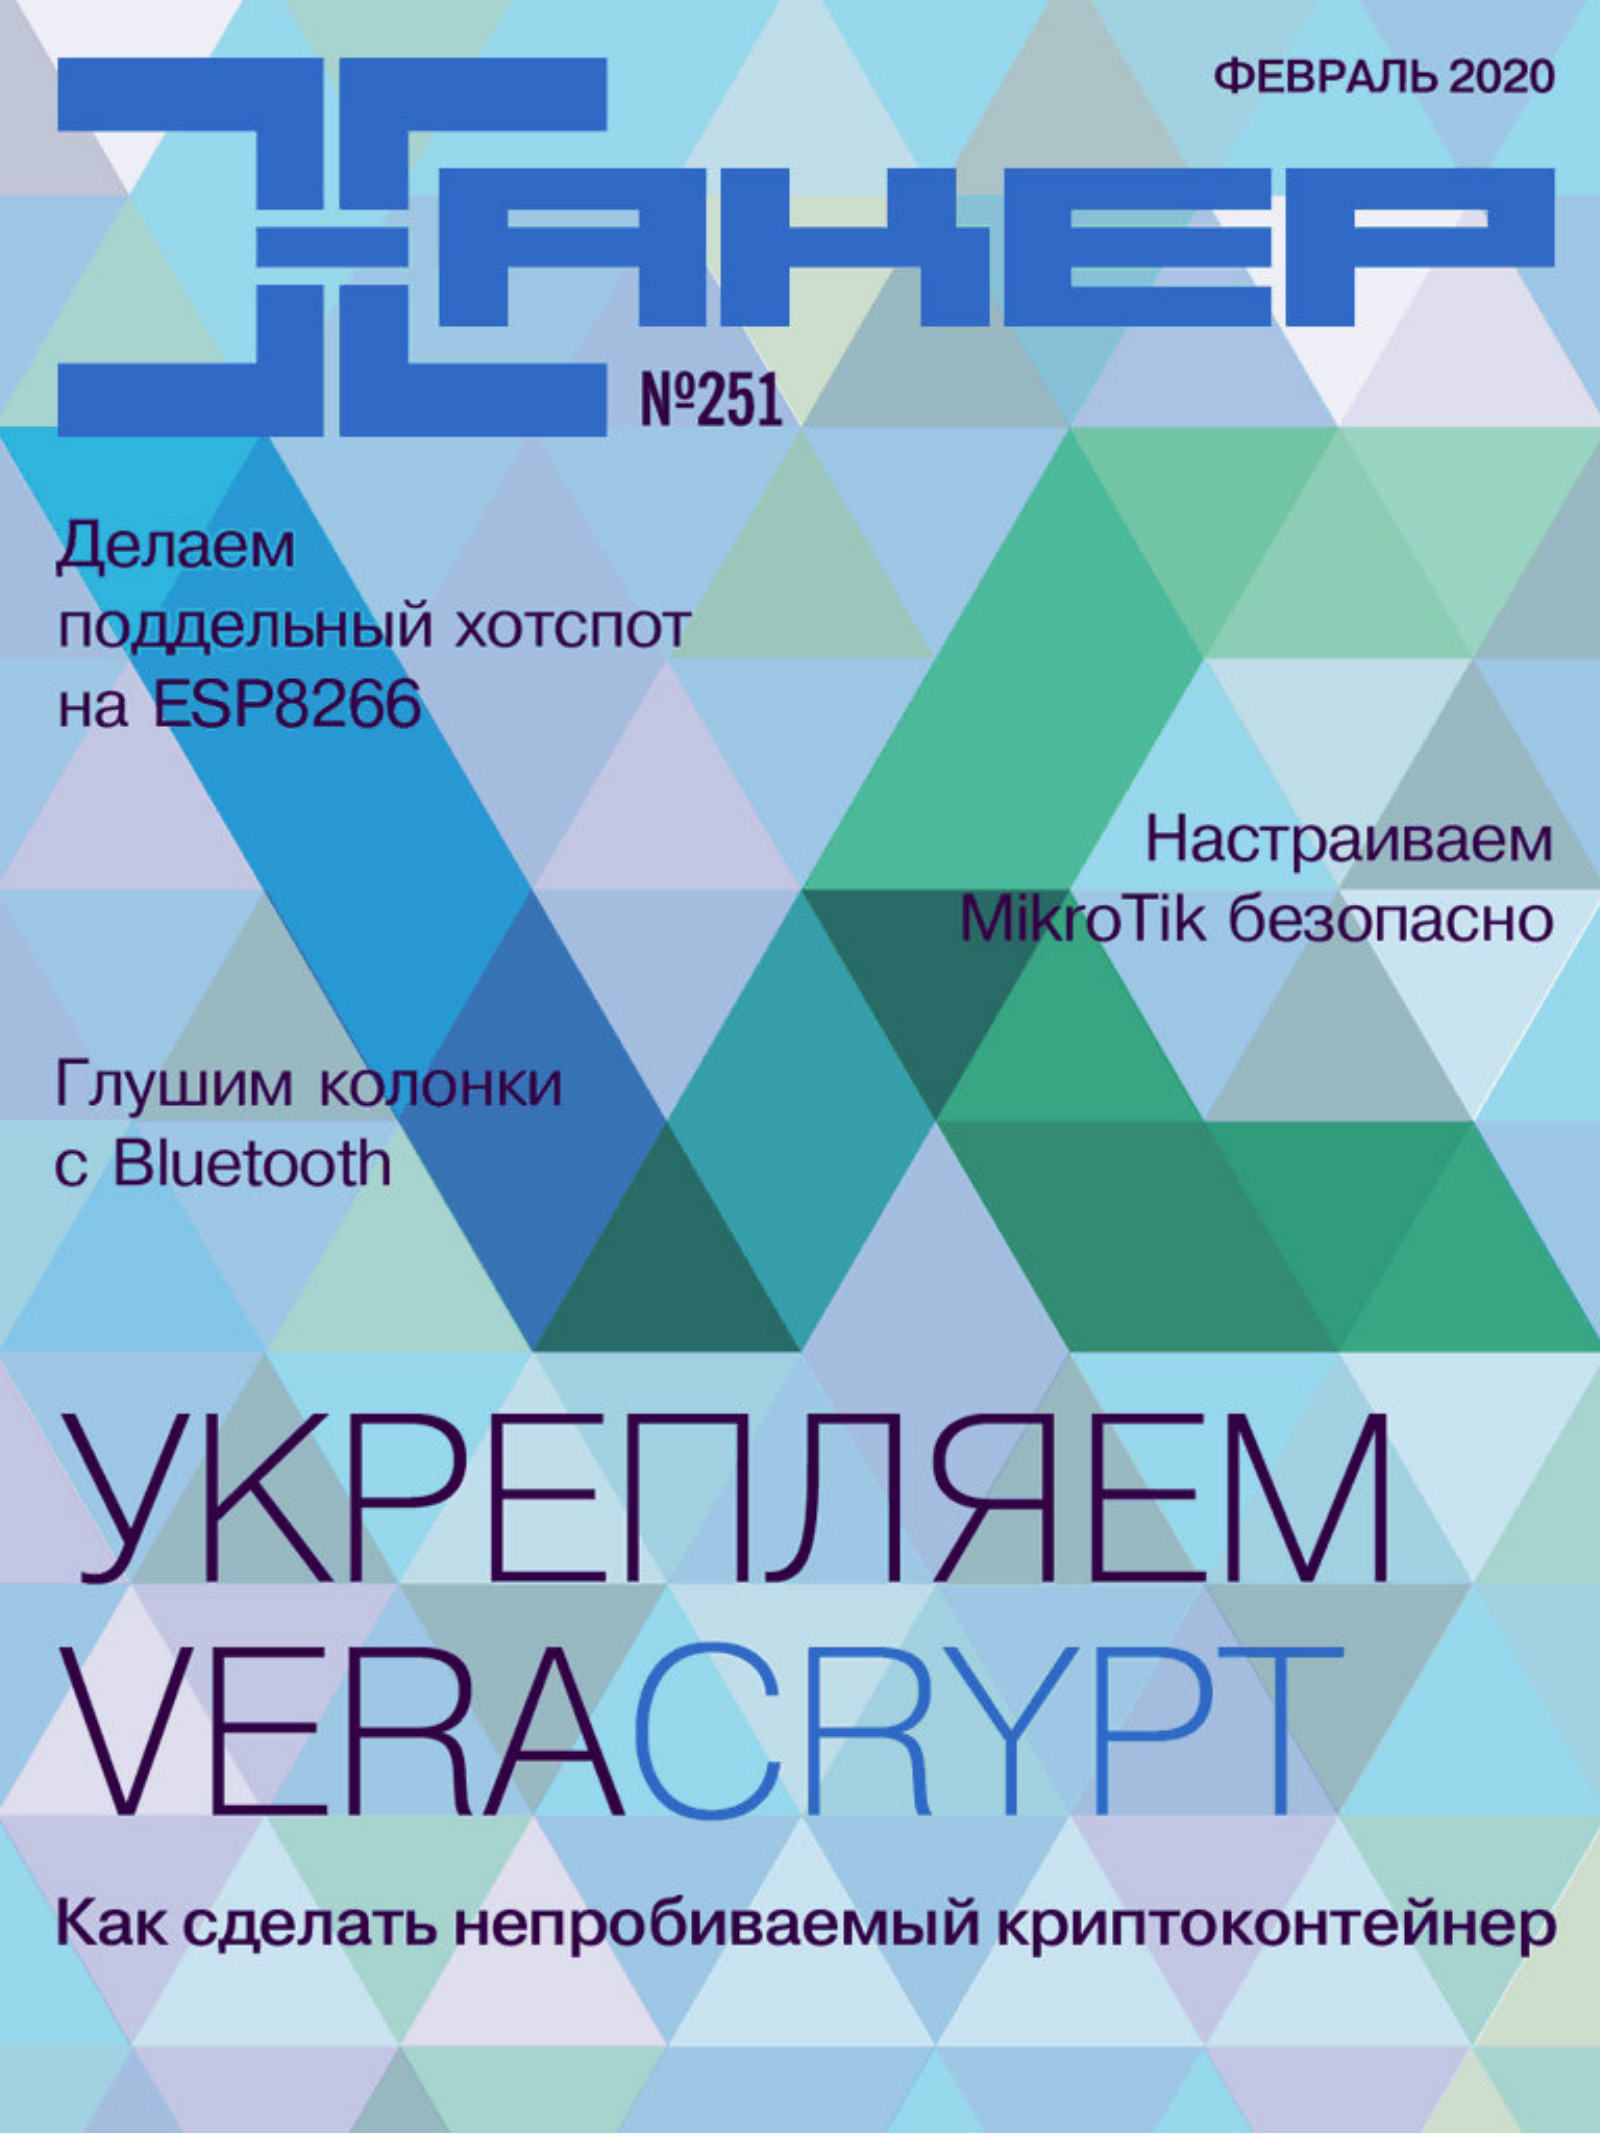 ФЕВРАЛЬ 2020
ХАКЕР
№251
Делаем
поддельный хотспот
на ESP8266
Настраиваем
MikroTik безопасно
Глушим колонки
с Bluetooth
УКРЕПЛЯЕМ
VERACRYPT
Как сделать непробиваемый криптоконтейнер